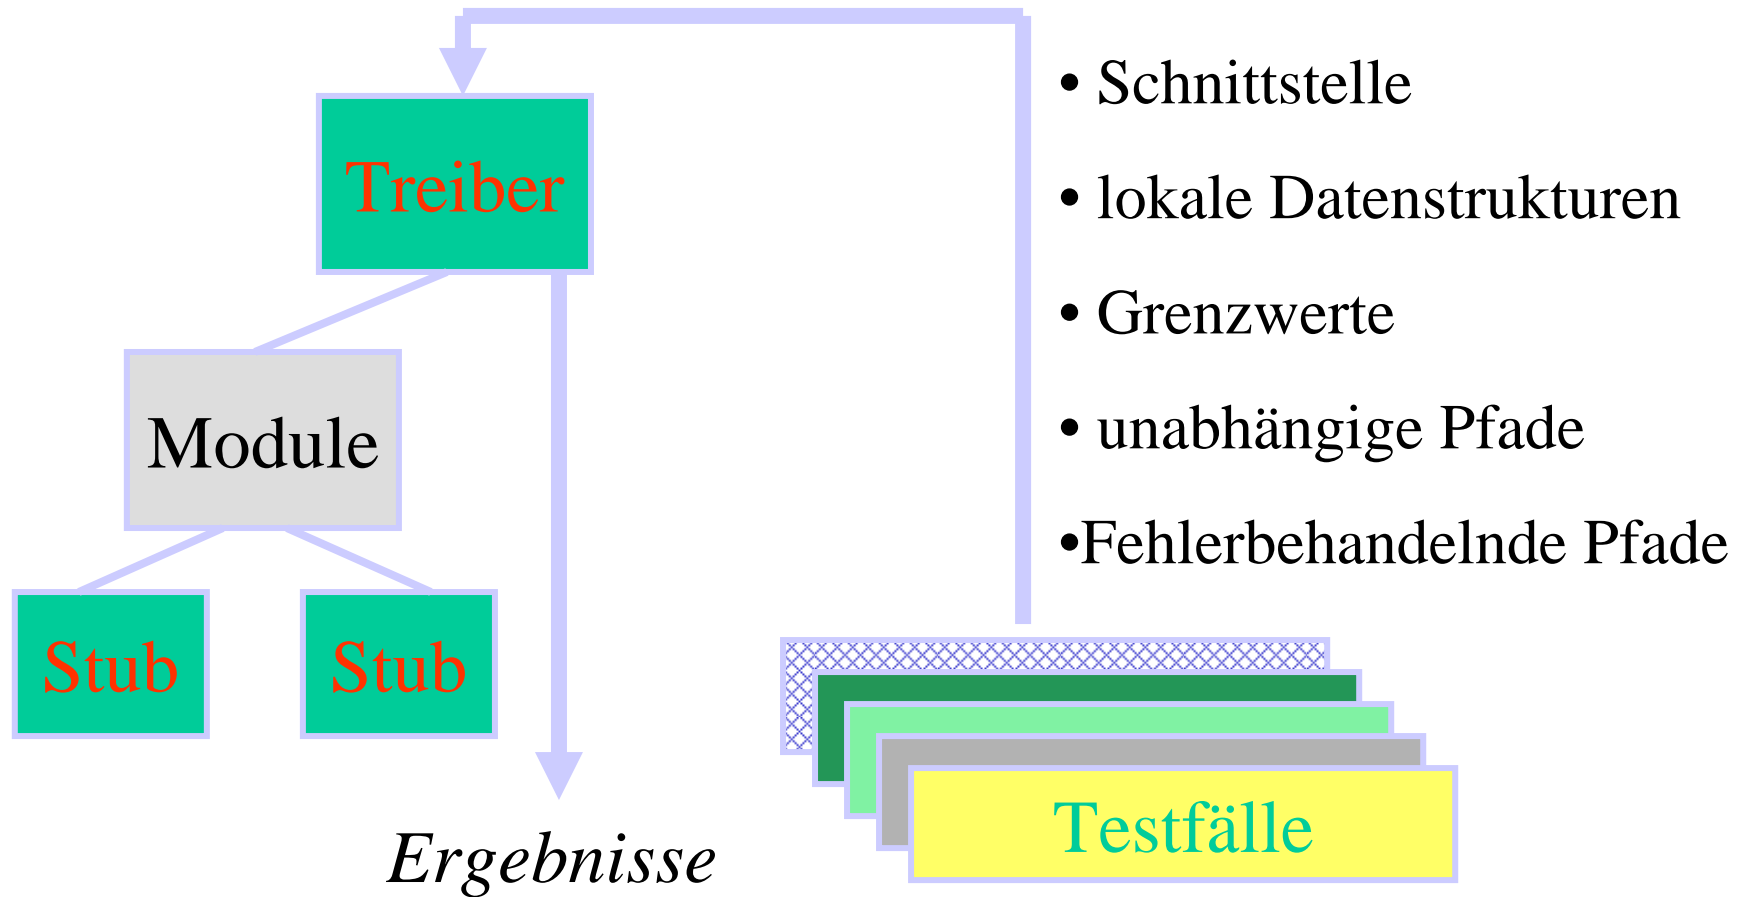 Treiber
Module
Stub
Stub
Ergebnisse
• Schnittstelle
• lokale Datenstrukturen
• Grenzwerte
• unabhängige Pfade
•Fehlerbehandelnde Pfade
Testfälle